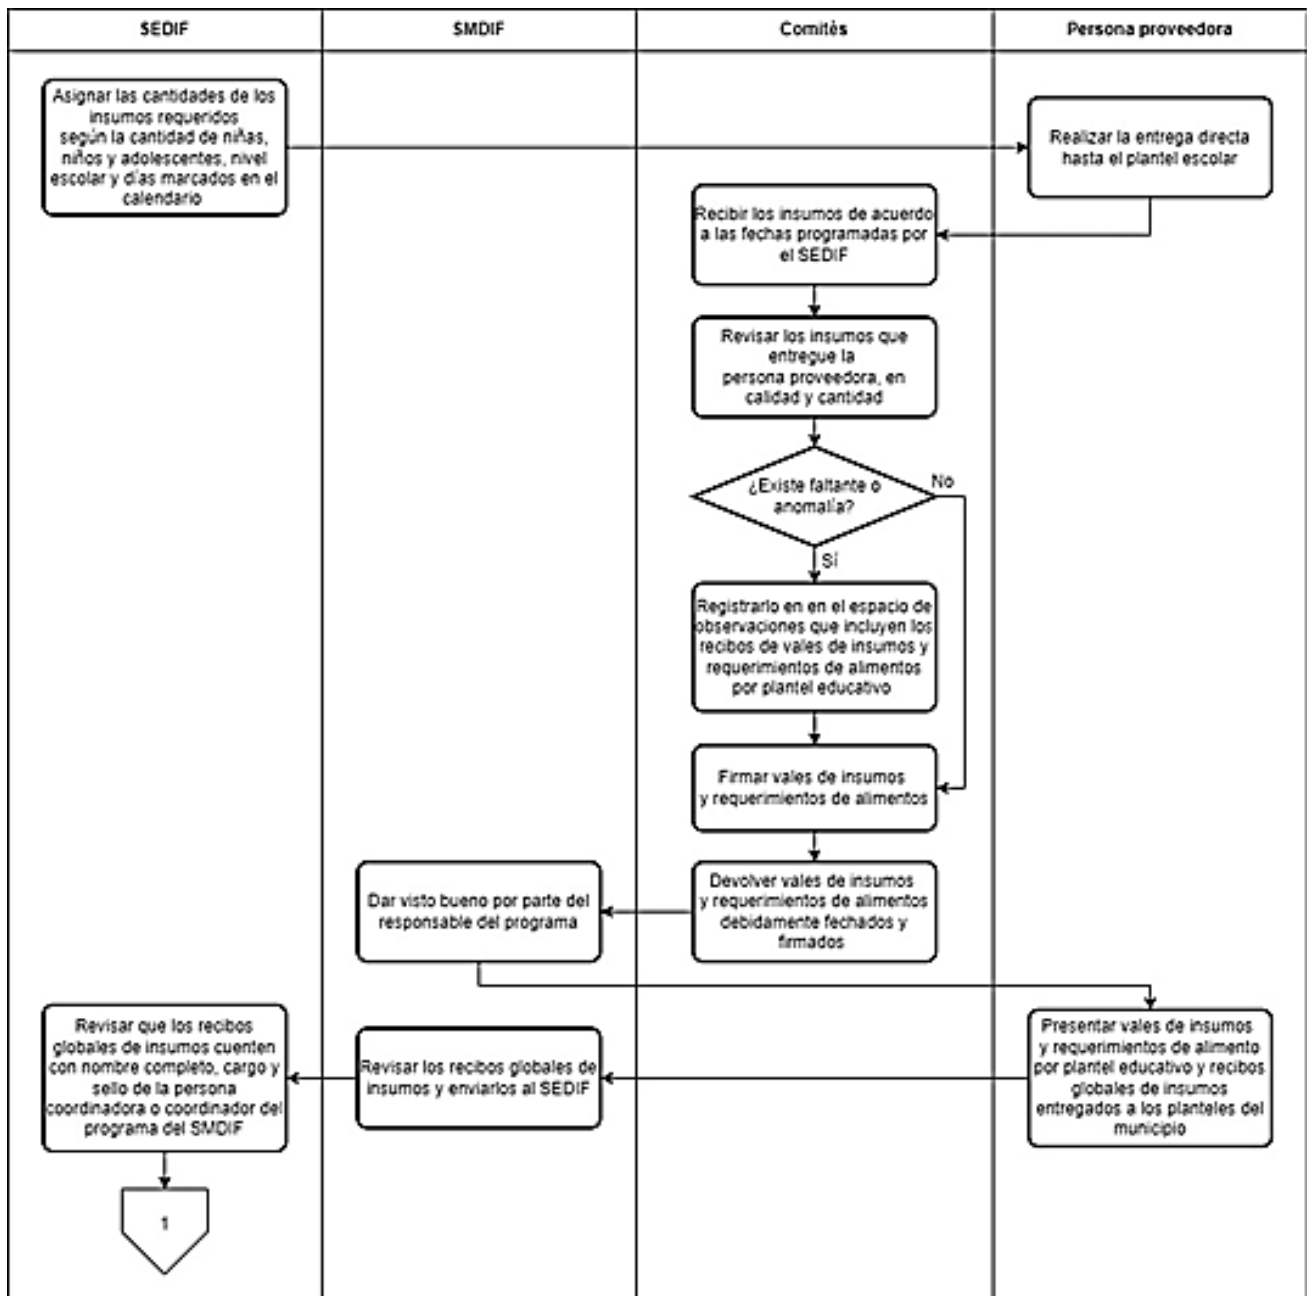 SEDIF
SMDIF
Comités
Persona proveedora
Asignar las cantidades de los
insumos requeridos
según la cantidad de niñas,
niños y adolescentes, nivel
escolar y días marcados en el
calendario
Realizar la entrega directa
hasta el plantel escolar
Recibir los insumos de acuerdo
a las fechas programadas por
el SEDIF
Revisar los insumos que
entregue la
persona proveedora, en
calidad y cantidad
¿Existe faltante o
anomalía?
No
Sí
Registrarlo en en el espacio de
observaciones que incluyen los
recibos de vales de insumos y
requerimientos de alimentos
por plantel educativo
Firmar vales de insumos
y requerimientos de alimentos
Devolver vales de insumos
y requerimientos de alimentos
debidamente fechados y
firmados
Dar visto bueno por parte del
responsable del programa
Presentar vales de insumos
y requerimientos de alimento
por plantel educativo y recibos
globales de insumos
entregados a los planteles del
municipio
Revisar los recibos globales de
insumos y enviarlos al SEDIF
Revisar que los recibos
globales de insumos cuenten
con nombre completo, cargo y
sello de la persona
coordinadora o coordinador del
programa del SMDIF
1